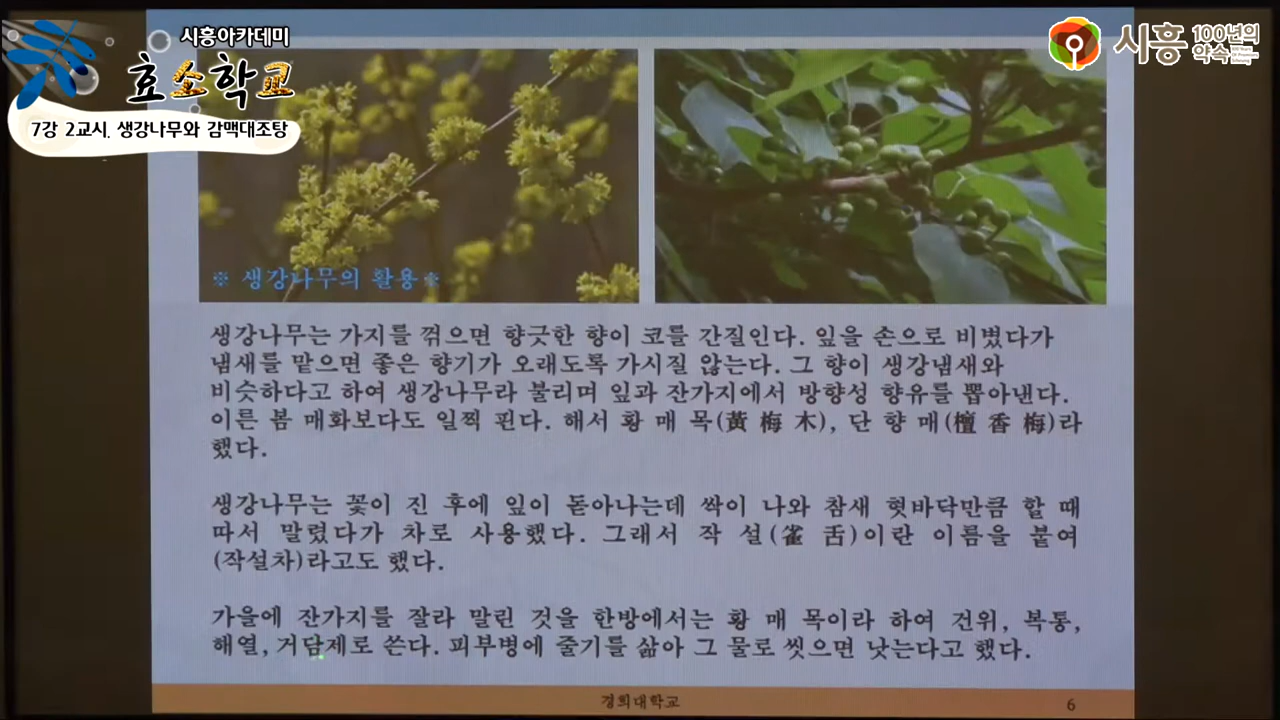 시흥아카데미
효소학교
7강 2교시. 생강나무와 감맥대조탕
시흥 100년의 약속
※ 생강나무의 활용※
생강나무는 가지를 꺾으면 향긋한 향이 코를 간질인다. 잎을 손으로 비볐다가
냄새를 맡으면 좋은 향기가 오래도록 가시질 않는다. 그 향이 생강냄새와
비슷하다고 하여 생강나무라 불리며 잎과 잔가지에서 방향성 향유를 뽑아낸다.
이른 봄 매화보다도 일찍 핀다. 해서 황 매 목(黃 梅 木), 단 향 매(檀 香 梅)라
했다.
생강나무는 꽃이 진 후에 잎이 돋아나는데 싹이 나와 참새 혓바닥만큼 할 때
따서 말렸다가 차로 사용했다. 그래서 작 설(雀 舌)이란 이름을 붙여
(작설차)라고도 했다.
가을에 잔가지를 잘라 말린 것을 한방에서는 황 매 목이라 하여 건위, 복통,
해열, 거담제로 쓴다. 피부병에 줄기를 삶아 그 물로 씻으면 낫는다고 했다.
경희대학교
6